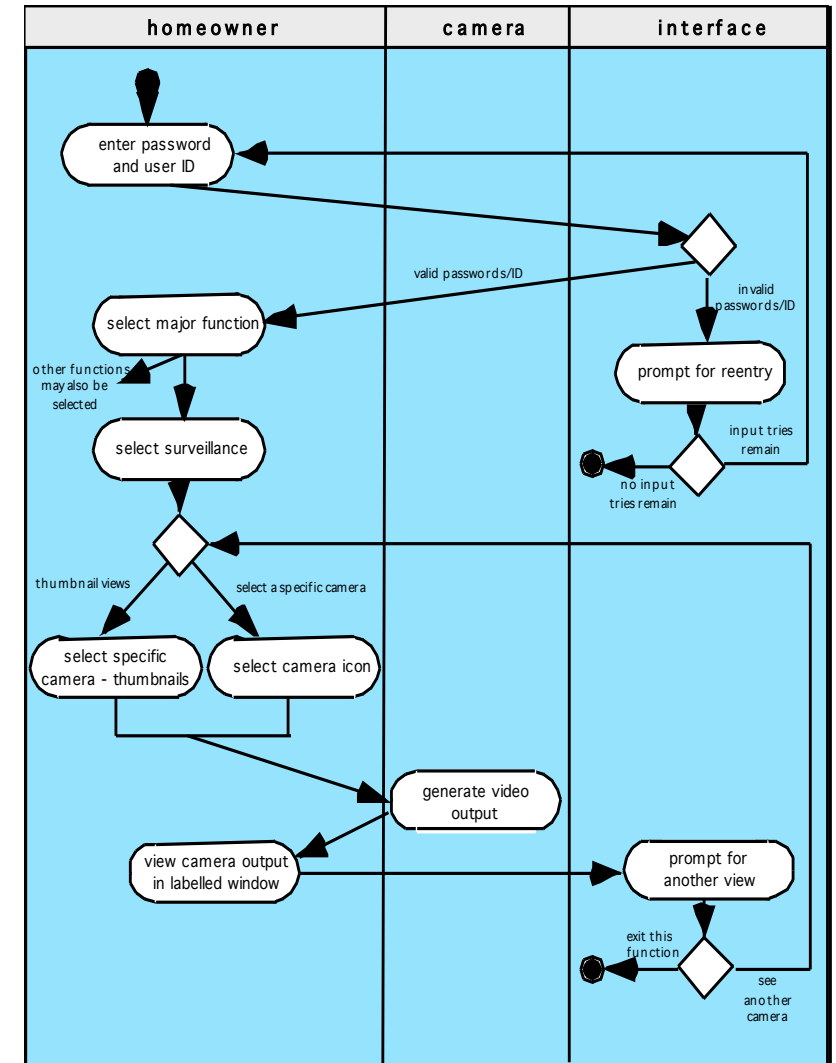 homeowner
camera
interface
enter password
and user ID
valid passwords/ID
invalid
passwords/ID
select major function
other functions
may also be
selected
prompt for reentry
select surveillance
input tries
remain
no input
tries remain
thumbnail views
select a specific camera
select specific
camera - thumbnails
select camera icon
generate video
output
view camera output
in labelled window
prompt for
another view
exit this
function
see
another
camera